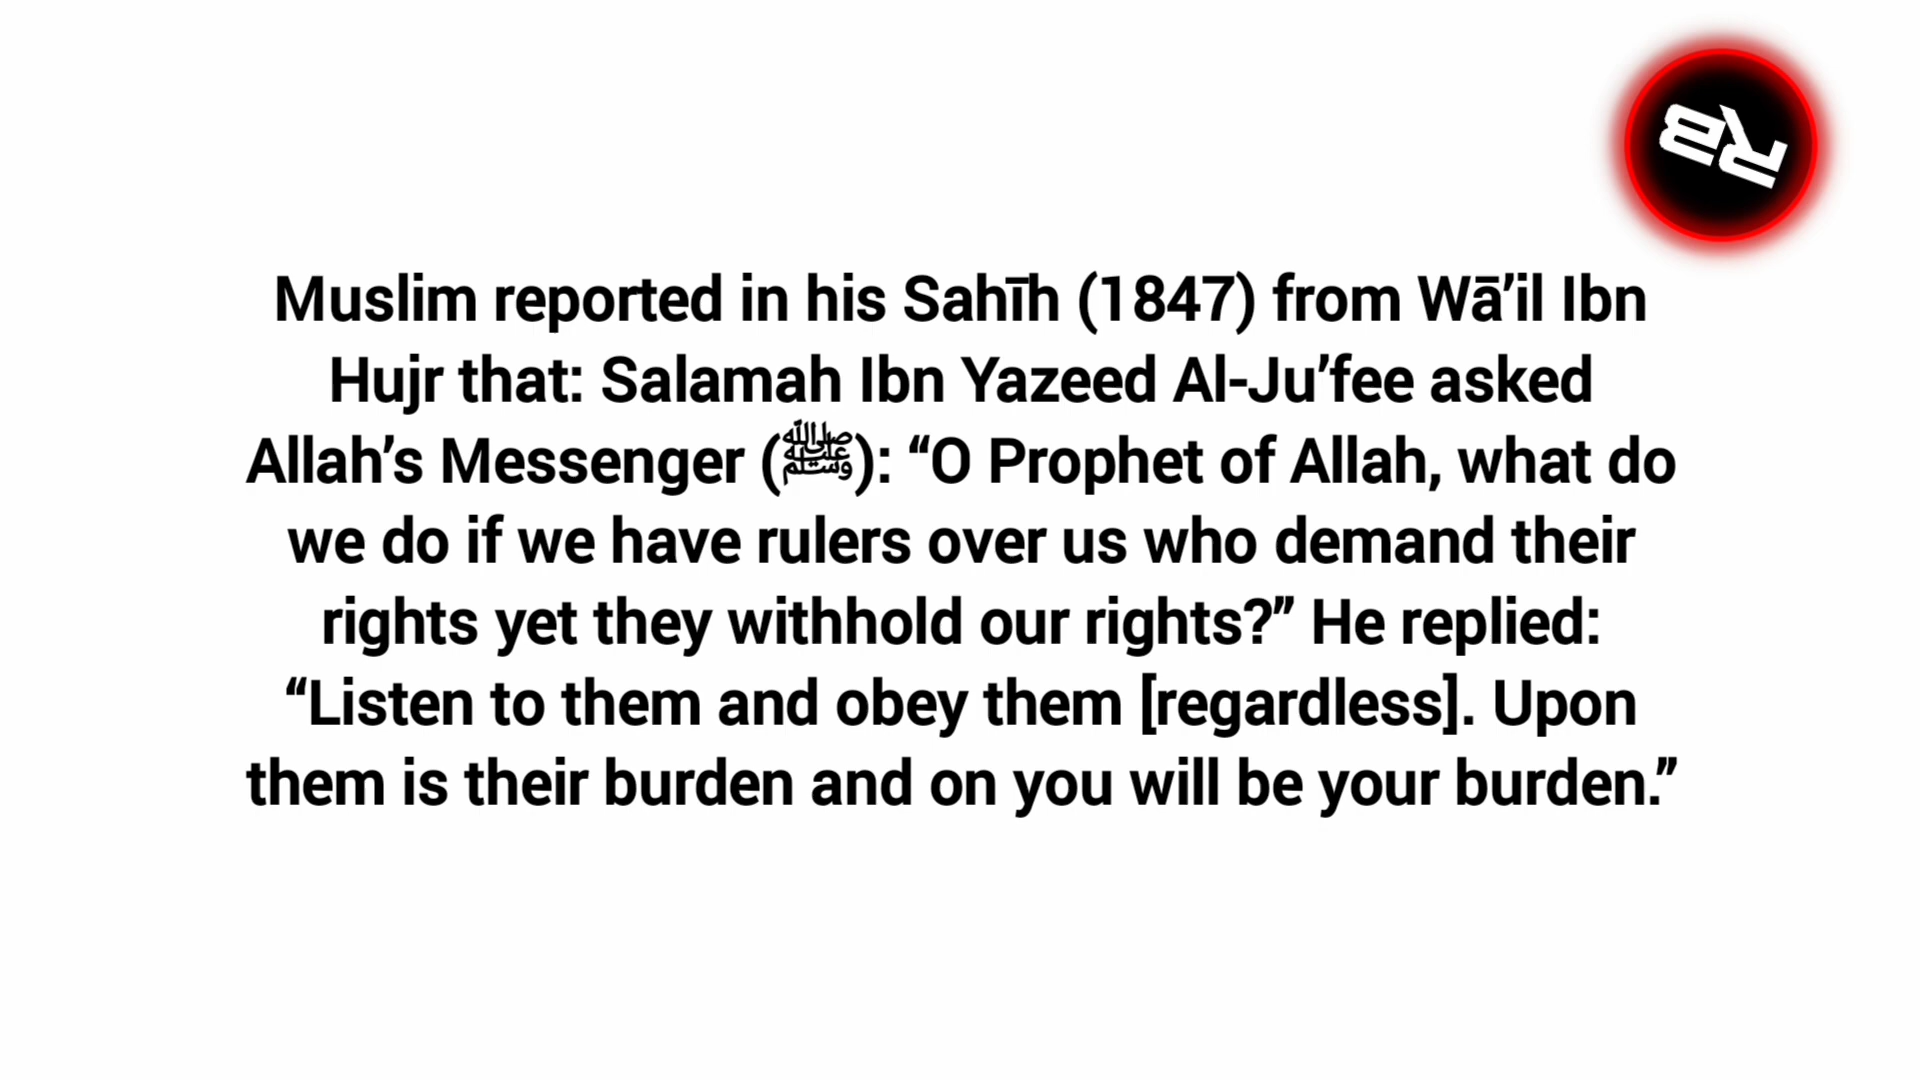 Muslim reported in his Sahīh (1847) from Wā’il Ibn
Hujr that: Salamah Ibn Yazeed Al-Ju’fee asked
Allah’s Messenger (ﷺ): “O Prophet of Allah, what do
we do if we have rulers over us who demand their
rights yet they withhold our rights?” He replied:
“Listen to them and obey them [regardless]. Upon
them is their burden and on you will be your burden.”